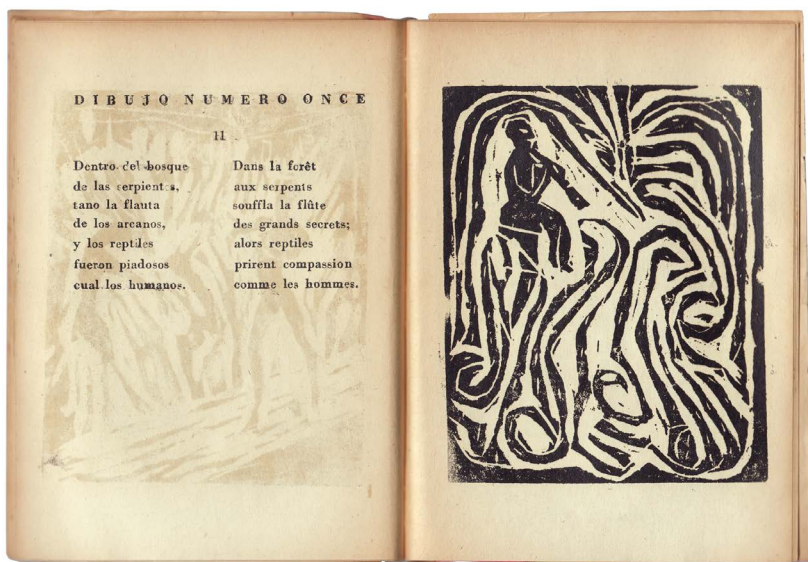 DIBUJO NUMERO ONCE
11
Dentro del bosque
de las serpientes,
tano la flauta
de los arcanos,
y los reptiles
fueron piadosos
cual los humanos.
Dans la forêt
aux serpents
souffla la flûte
des grands secrets;
alors reptiles
prirent compassion
comme les hommes.